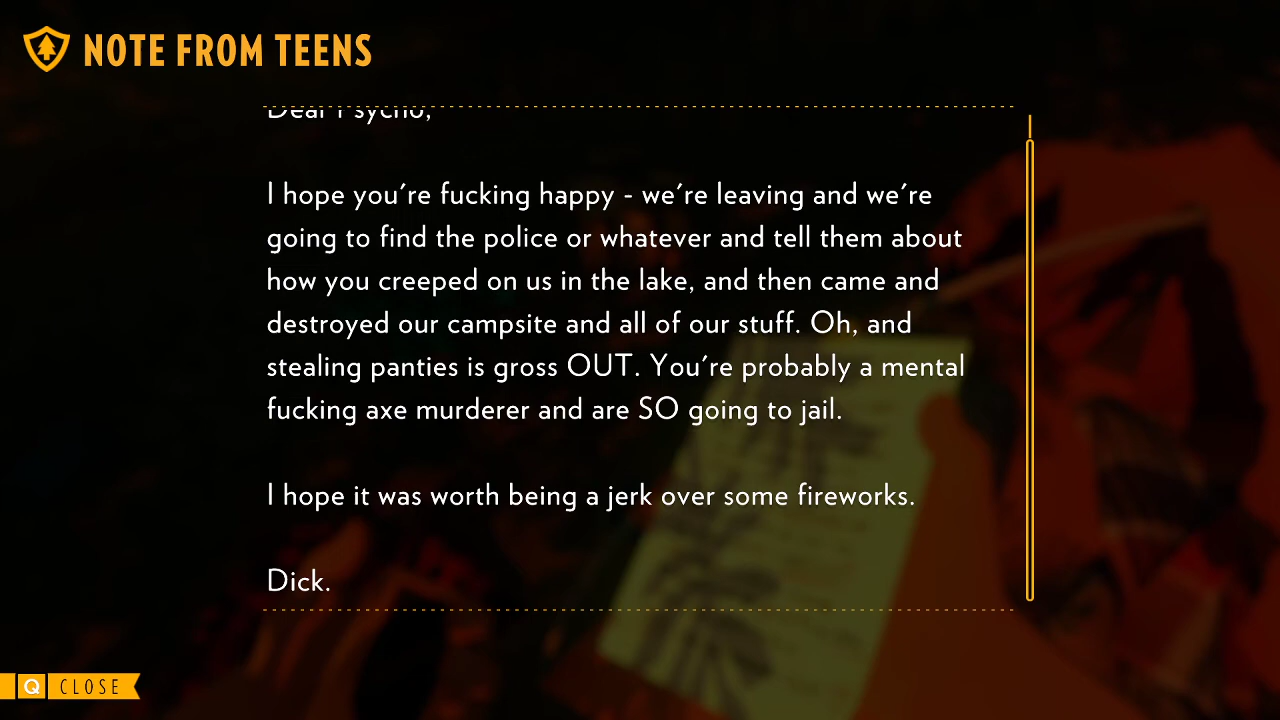 NOTE FROM TEENS
Dear Psycho,
I hope you're fucking happy - we're leaving and we're
going to find the police or whatever and tell them about
how you creeped on us in the lake, and then came and
destroyed our campsite and all of our stuff. Oh, and
stealing panties is gross OUT. You're probably a mental
fucking axe murderer and are SO going to jail.
I hope it was worth being a jerk over some fireworks.
Dick.
Q CLOSE